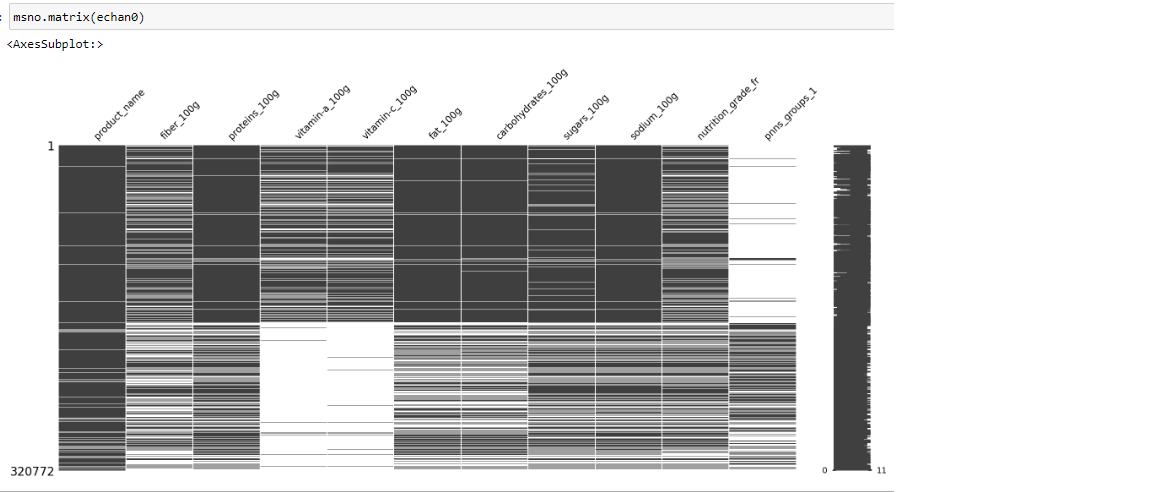 : msno.matrix(echan0)
<AxesSubplot:>
product_name fiber_100g proteins_100g vitamin-a_100g vitamin-c_100g fat_100g carbohydrates_100g sugars_100g sodium_100g nutrition_grade_fr pnns_groups_1
1
320772
0 11